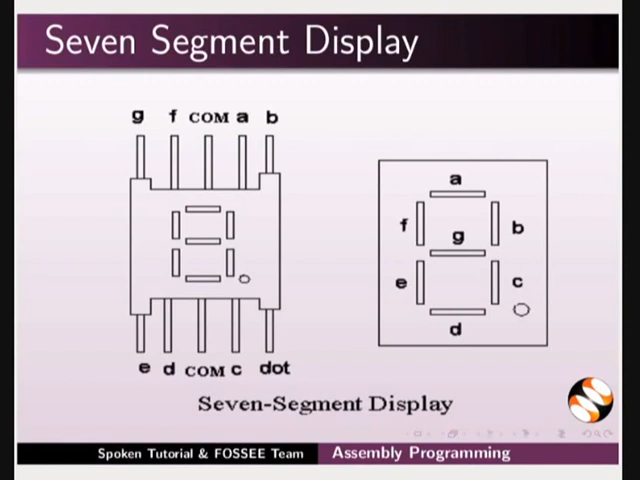 Seven Segment Display
g f COM a b
a
f b
g
e c
d
e d COM c dot
Seven-Segment Display
Spoken Tutorial & FOSSEE Team Assembly Programming